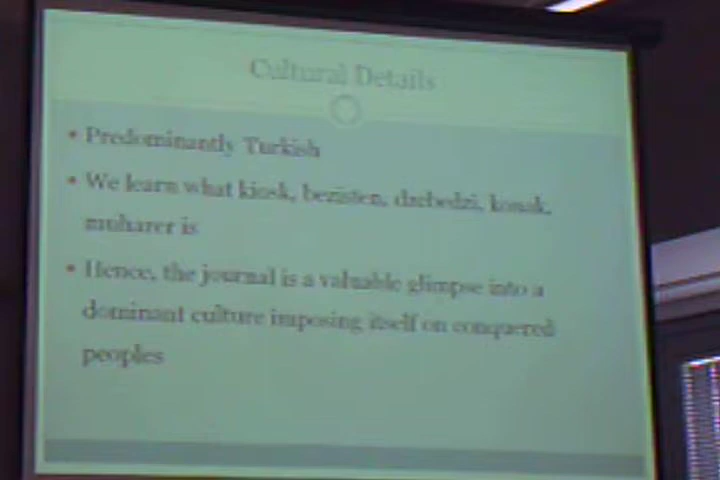 Cultural Details
• Predominantly Turkish
• We learn what kiosk, bezisten, dzebedzi, konak,
muharer is
• Hence, the journal is a valuable glimpse into a
dominant culture imposing itself on conquered
peoples